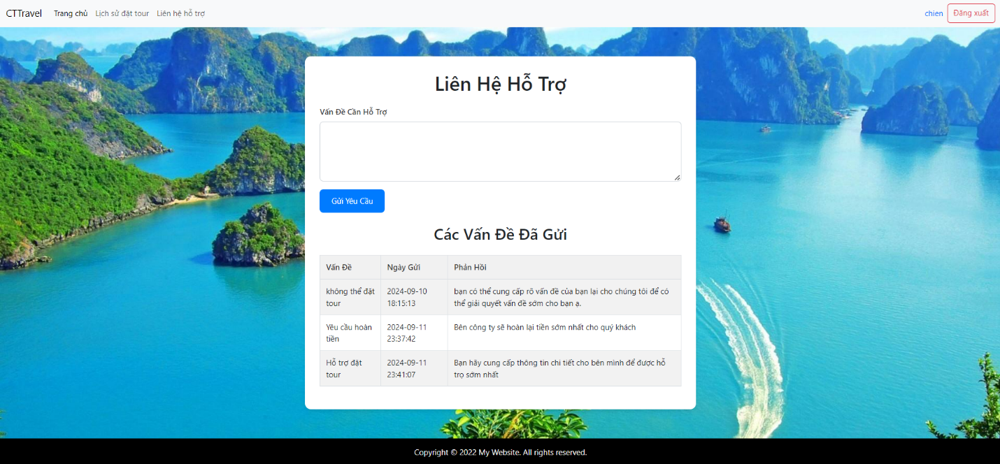 CTTravel Trang chủ Lịch sử đặt tour Liên hệ hỗ trợ chien Đăng xuất
Liên Hệ Hỗ Trợ
Vấn Đề Cần Hỗ Trợ
Gửi Yêu Cầu
Các Vấn Đề Đã Gửi
Vấn Đề Ngày Gửi Phản Hồi
không thể đặt 2024-09-10 bạn có thể cung cấp rõ vấn đề của bạn lại cho chúng tôi để có
tour 18:15:13 thể giải quyết vấn đề sớm cho bạn ạ.
Yêu cầu hoàn 2024-09-11 Bên công ty sẽ hoàn lại tiền sớm nhất cho quý khách
tiền 23:37:42
Hỗ trợ đặt 2024-09-11 Bạn hãy cung cấp thông tin chi tiết cho bên mình để được hỗ
tour 23:41:07 trọ sớm nhất
Copyright © 2022 My Website. All rights reserved.